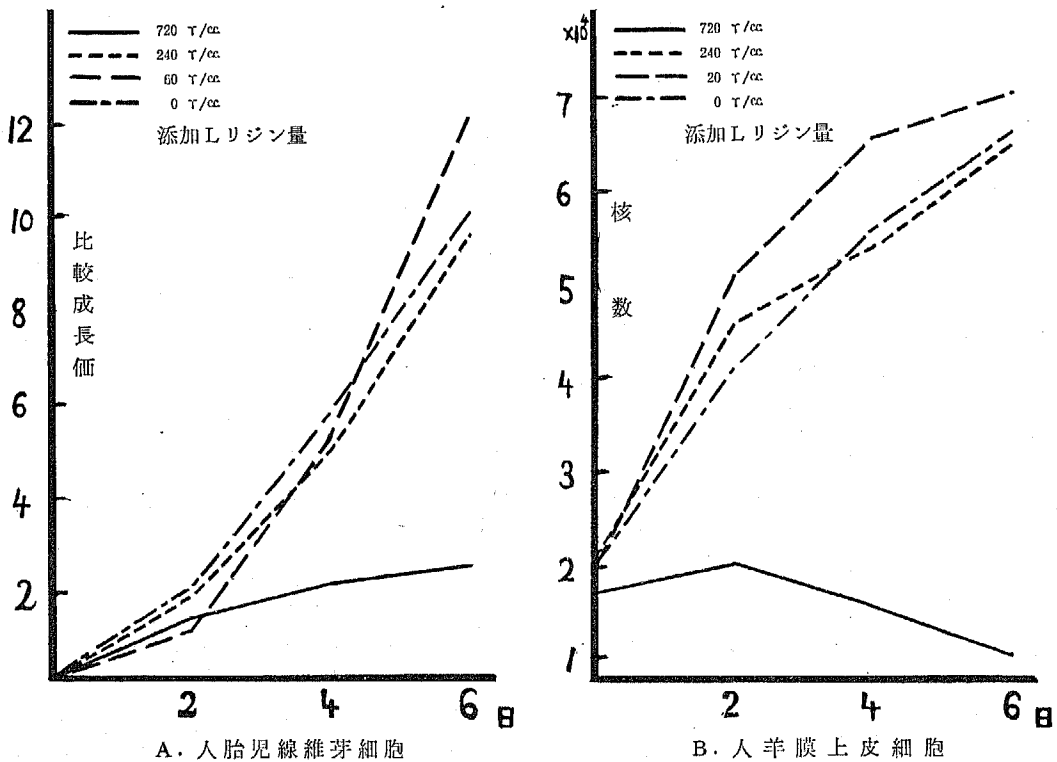 720 γ/cc
240 γ/cc
60 γ/cc
0 γ/cc
添加Lリジン量
12
10
8
6
4
2
比較成長価
2 4 6 日
A. 人胎児線維芽細胞
×10⁴
720 γ/cc
240 γ/cc
20 γ/cc
0 γ/cc
添加Lリジン量
7
6
5
4
3
2
1
核数
2 4 6 日
B. 人羊膜上皮細胞